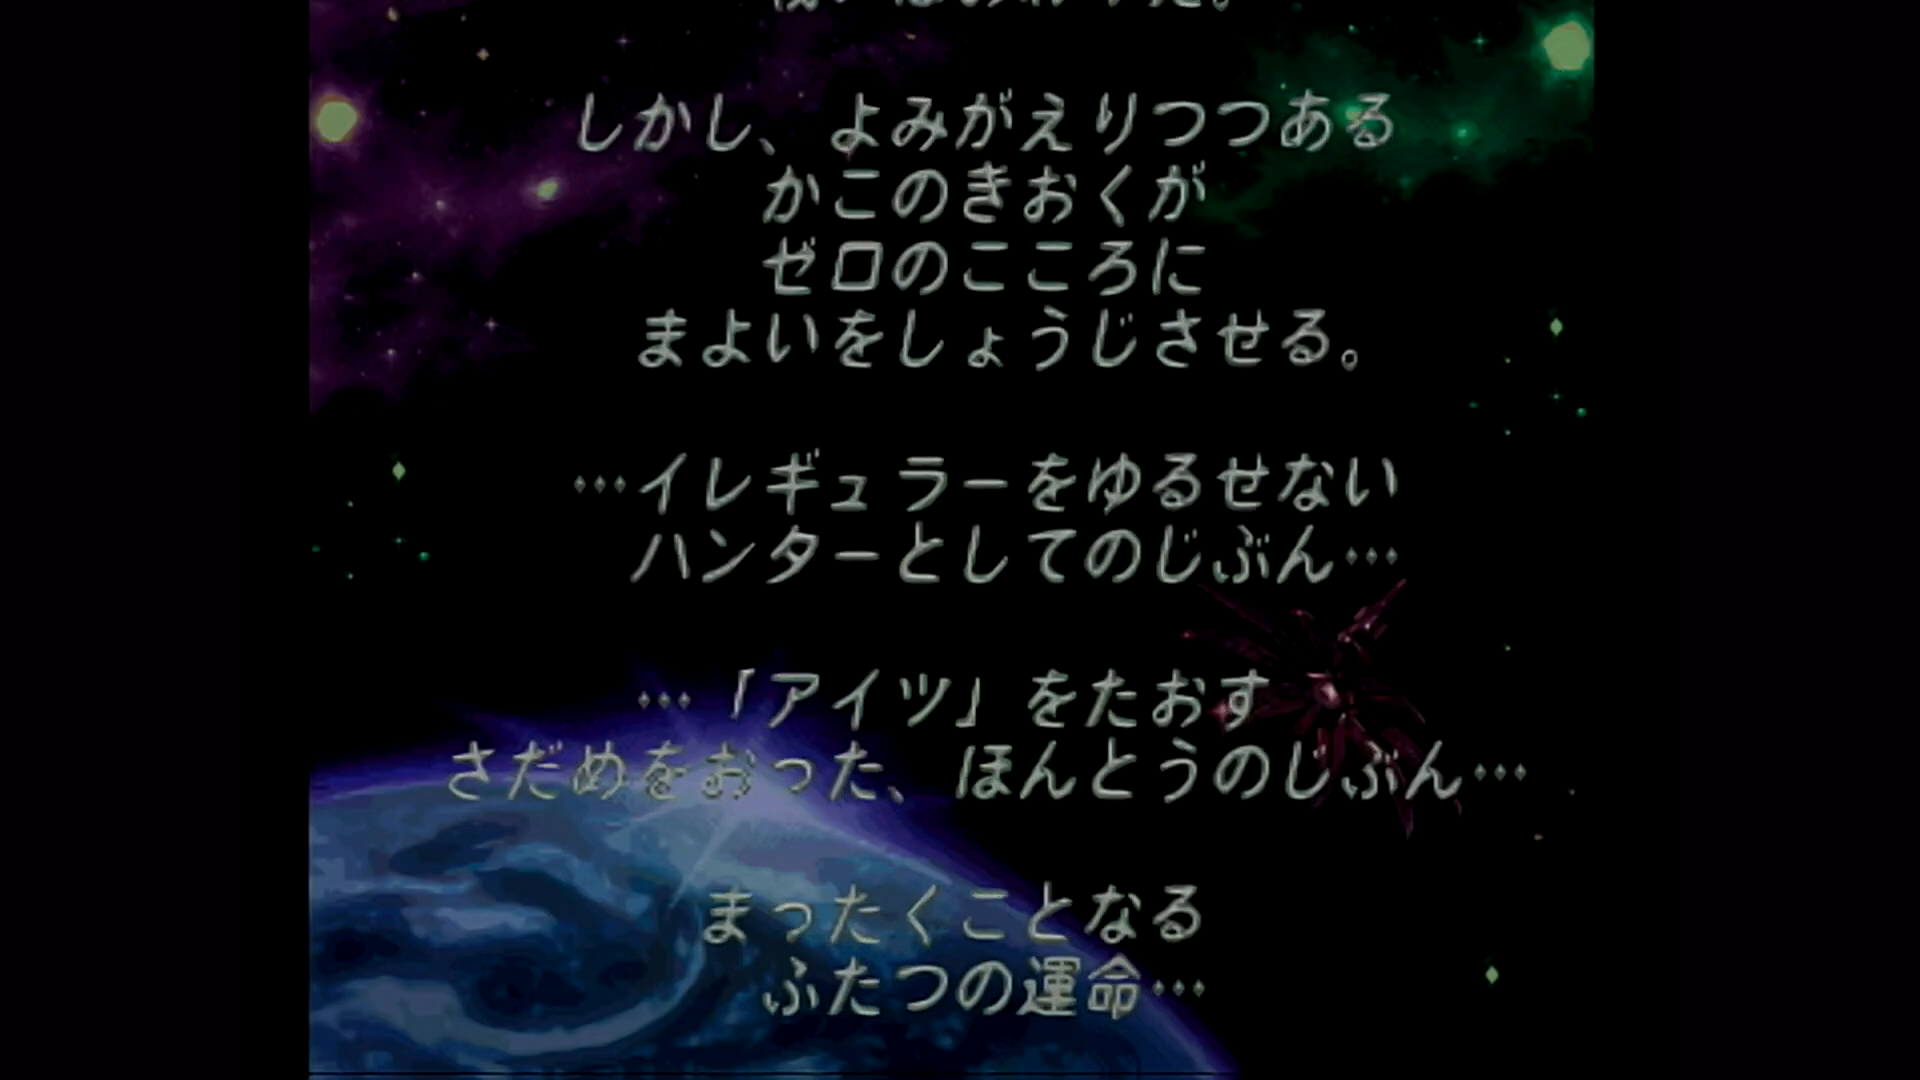 しかし、よみがえりつつある
かこのきおくが
ゼロのこころに
まよいをしょうじさせる。
…イレギュラーをゆるせない
ハンターとしてのじぶん…
…「アイツ」をたおす
さだめをおった、ほんとうのじぶん…
まったくことなる
ふたつの運命…